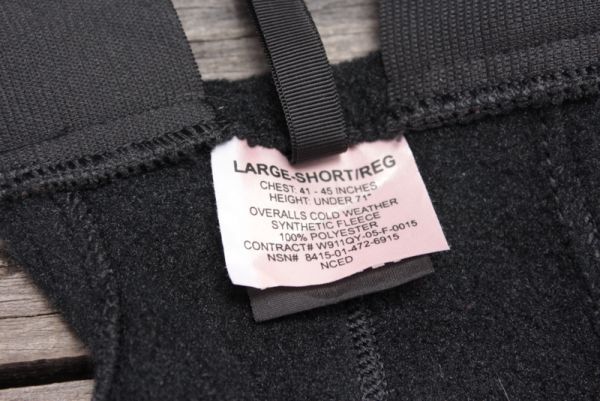 LARGE-SHORT/REG
CHEST: 41 - 45 INCHES
HEIGHT: UNDER 71"
OVERALLS COLD WEATHER
SYNTHETIC FLEECE
100% POLYESTER
CONTRACT# W911QY-05-F-0015
NSN# 8415-01-472-6915
NCED